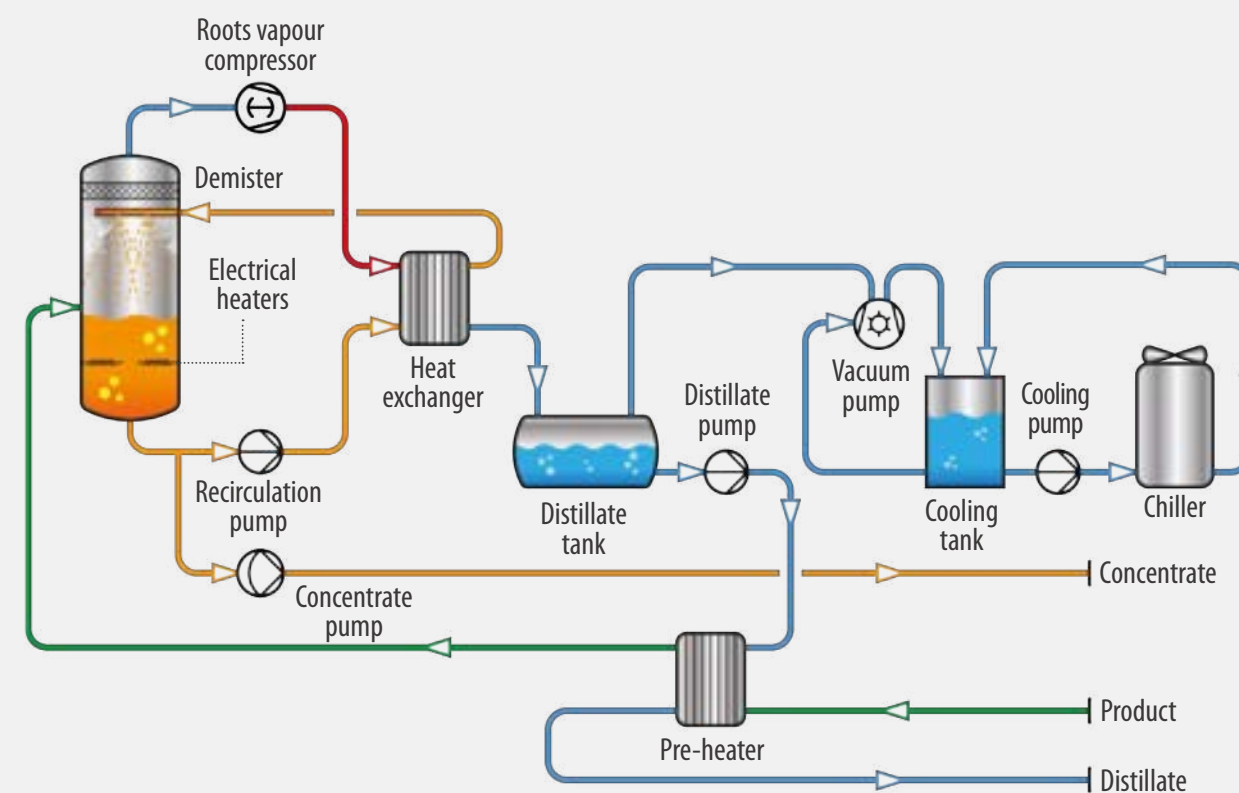 Roots vapour
compressor
Demister
Electrical
heaters
Heat
exchanger
Vacuum
pump
Distillate
pump
Cooling
pump
Recirculation
pump
Distillate
tank
Cooling
tank
Chiller
Concentrate
Concentrate
pump
Product
Pre-heater
Distillate